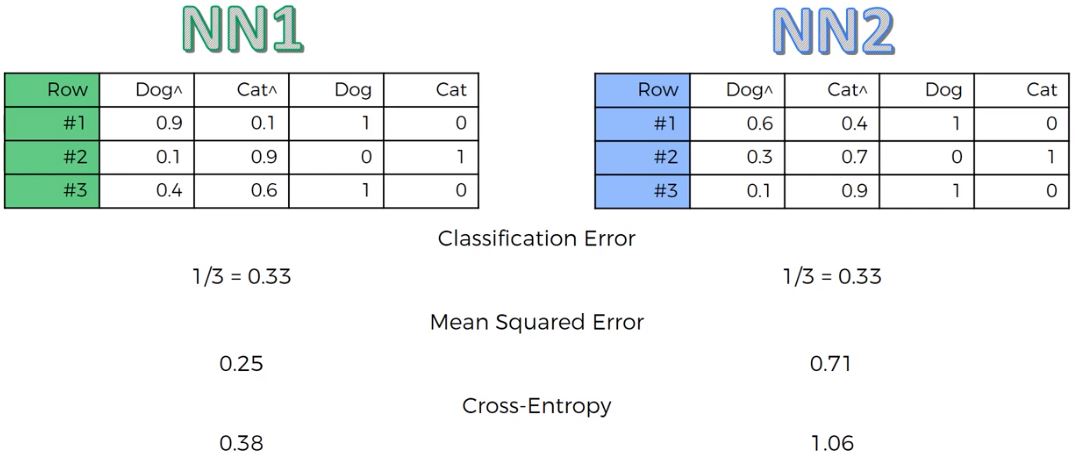 NN1 NN2
Row Dog^ Cat^ Dog Cat
#1 0.9 0.1 1 0
#2 0.1 0.9 0 1
#3 0.4 0.6 1 0
Row Dog^ Cat^ Dog Cat
#1 0.6 0.4 1 0
#2 0.3 0.7 0 1
#3 0.1 0.9 1 0
Classification Error
1/3 = 0.33 1/3 = 0.33
Mean Squared Error
0.25 0.71
Cross-Entropy
0.38 1.06